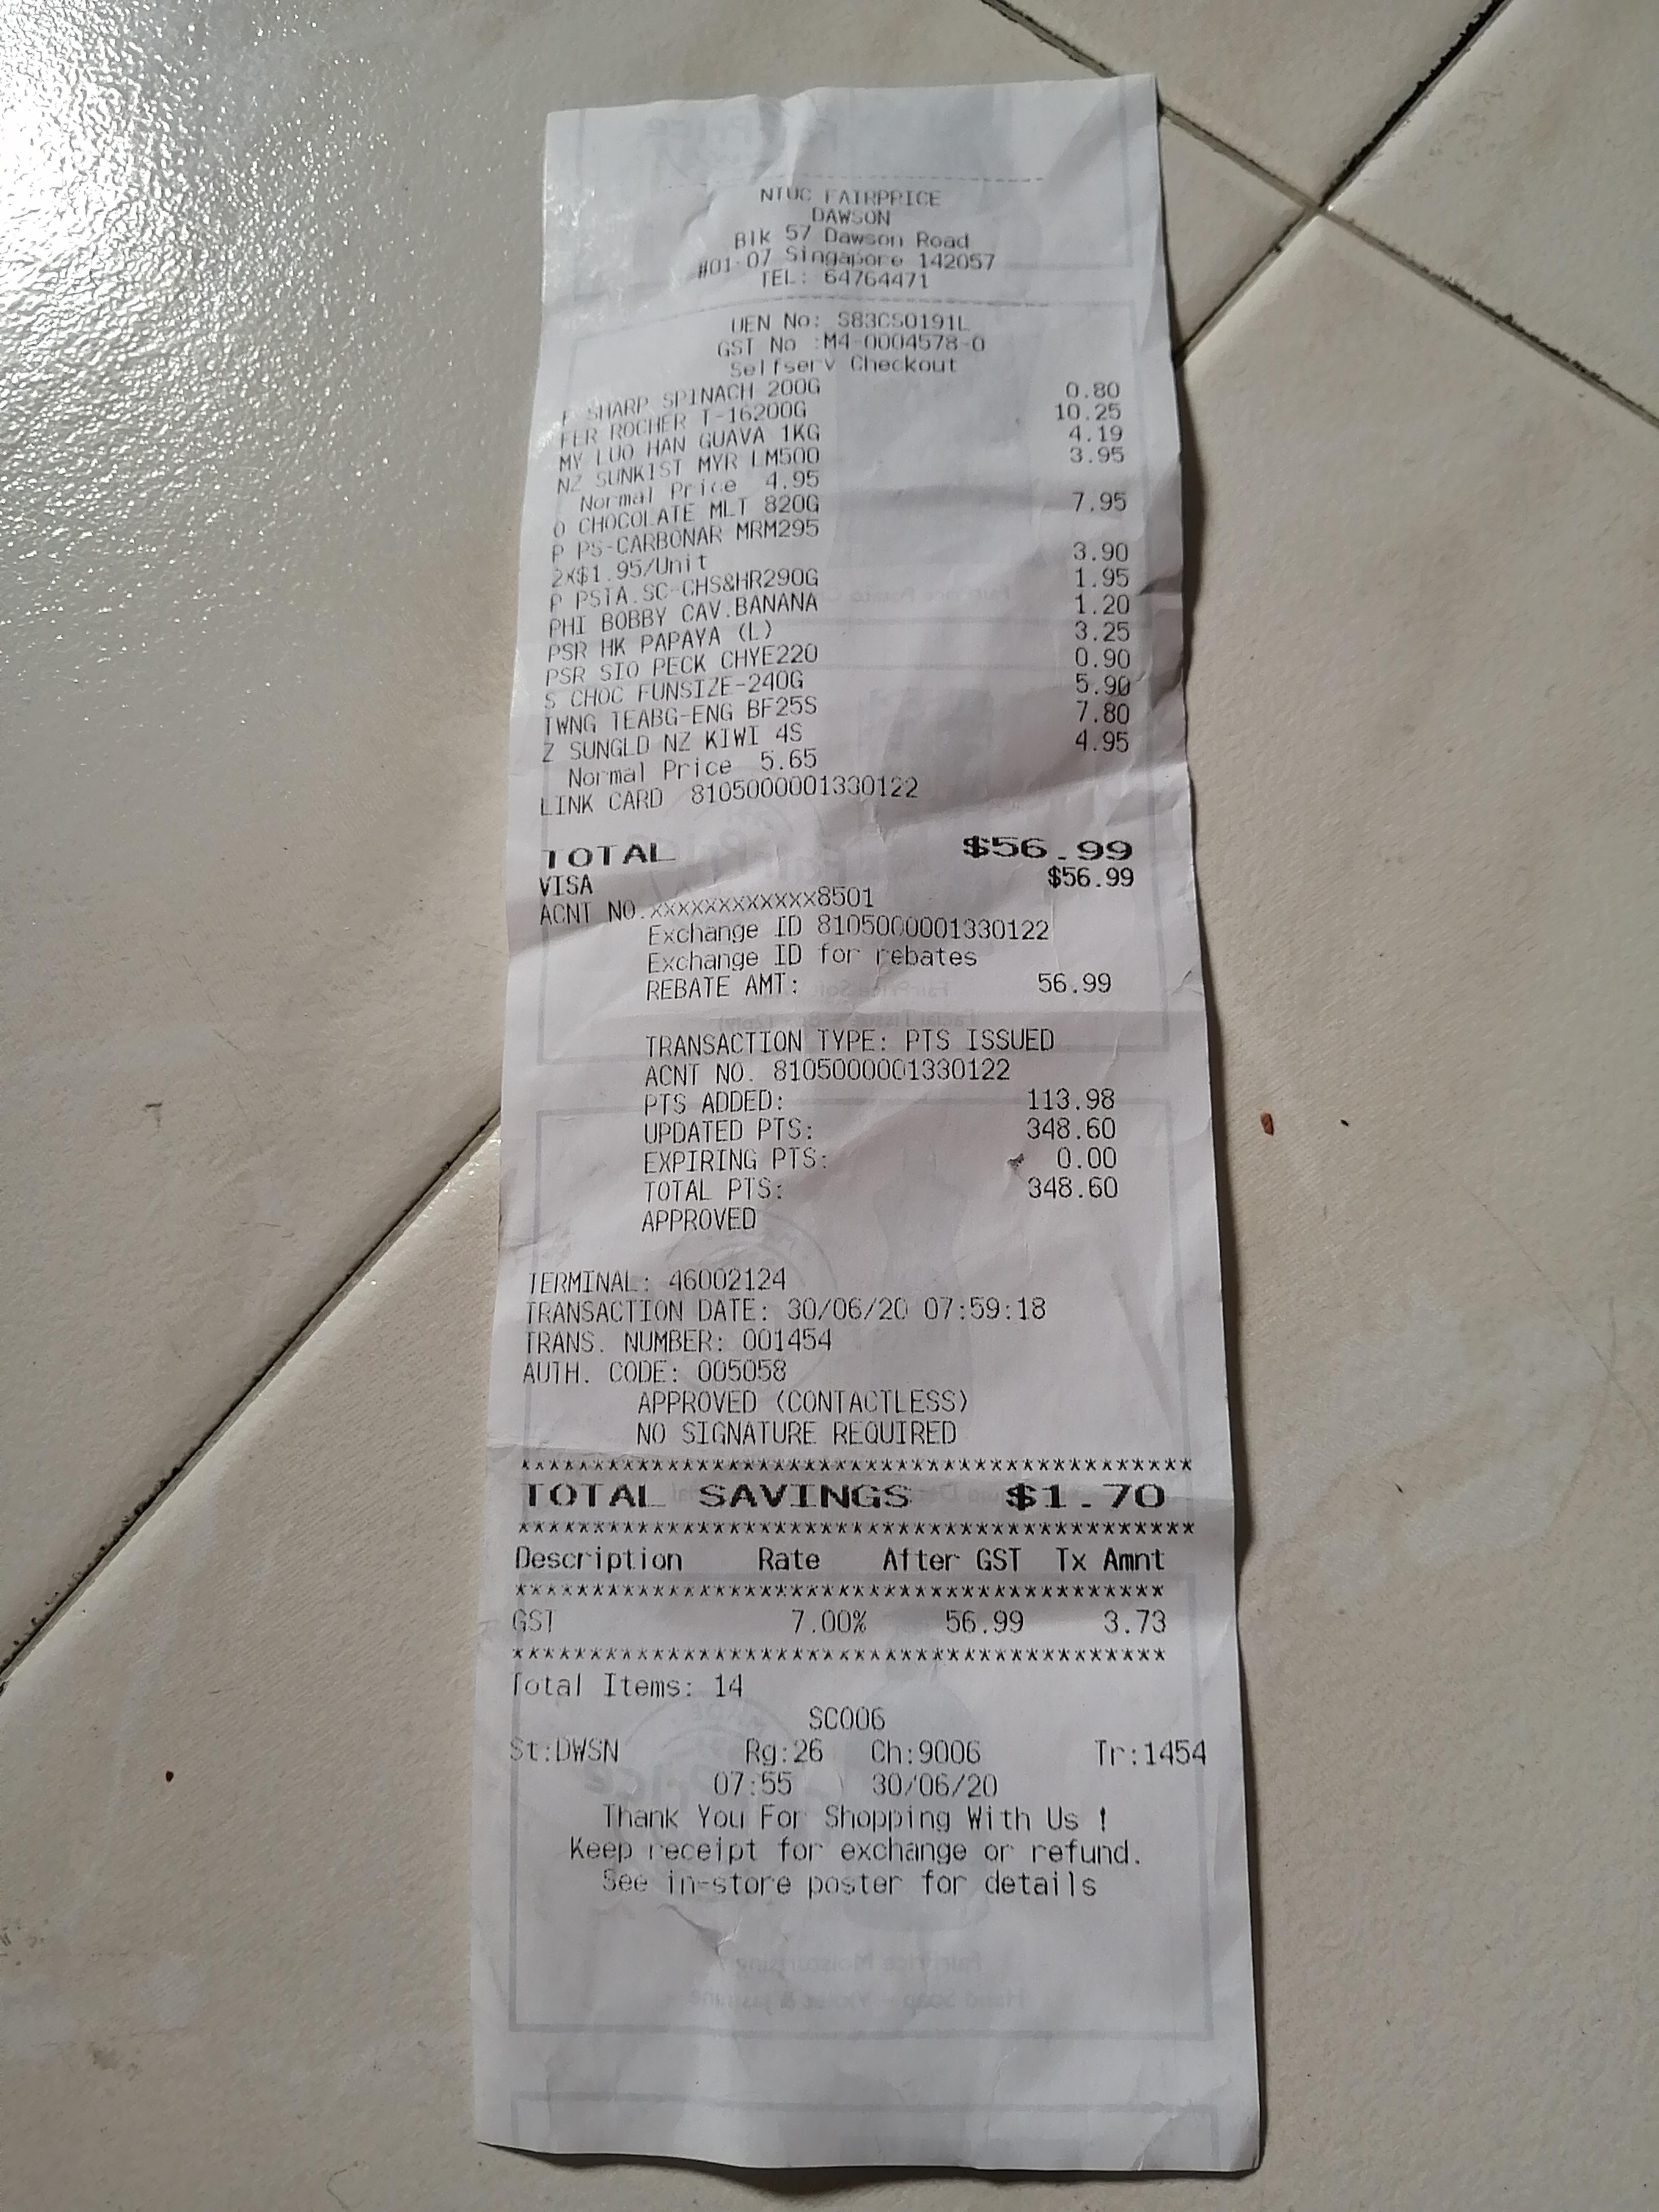 NTUC FAIRPRICE
DAWSON
Blk 57 Dawson Road
#01-07 Singapore 142057
TEL: 64764471
UEN No: S83CS0191L
GST No :M4-0004578-0
Selfserv Checkout
SHARP SPINACH 200G 0.80
FER ROCHER T-16200G 10.25
MY LUO HAN GUAVA 1KG 4.19
NZ SUNKIST MYR LM500 3.95
Normal Price 4.95
O CHOCOLATE MLT 820G 7.95
P PS-CARBONAR MRM295
2X$1.95/Unit 3.90
P PSTA.SC-CHS&HR290G 1.95
PHI BOBBY CAV.BANANA 1.20
PSR HK PAPAYA (L) 3.25
PSR SIO PECK CHYE220 0.90
S CHOC FUNSIZE-240G 5.90
TWNG TEABG-ENG BF25S 7.80
Z SUNGLD NZ KIWI 4S 4.95
Normal Price 5.65
LINK CARD 8105000001330122
TOTAL $56.99
VISA $56.99
ACNT NO.XXXXXXXXXXXX8501
Exchange ID 8105000001330122
Exchange ID for rebates
REBATE AMT: 56.99
TRANSACTION TYPE: PTS ISSUED
ACNT NO. 8105000001330122
PTS ADDED: 113.98
UPDATED PTS: 348.60
EXPIRING PTS: 0.00
TOTAL PTS: 348.60
APPROVED
TERMINAL: 46002124
TRANSACTION DATE: 30/06/20 07:59:18
TRANS. NUMBER: 001454
AUTH. CODE: 005058
APPROVED (CONTACTLESS)
NO SIGNATURE REQUIRED
*******************************************
TOTAL SAVINGS $1.70
*******************************************
Description Rate After GST Tx Amnt
*******************************************
GST 7.00% 56.99 3.73
*******************************************
Total Items: 14
SC006
St:DWSN Rg:26 Ch:9006 Tr:1454
07:55 30/06/20
Thank You For Shopping With Us !
Keep receipt for exchange or refund.
See in-store poster for details